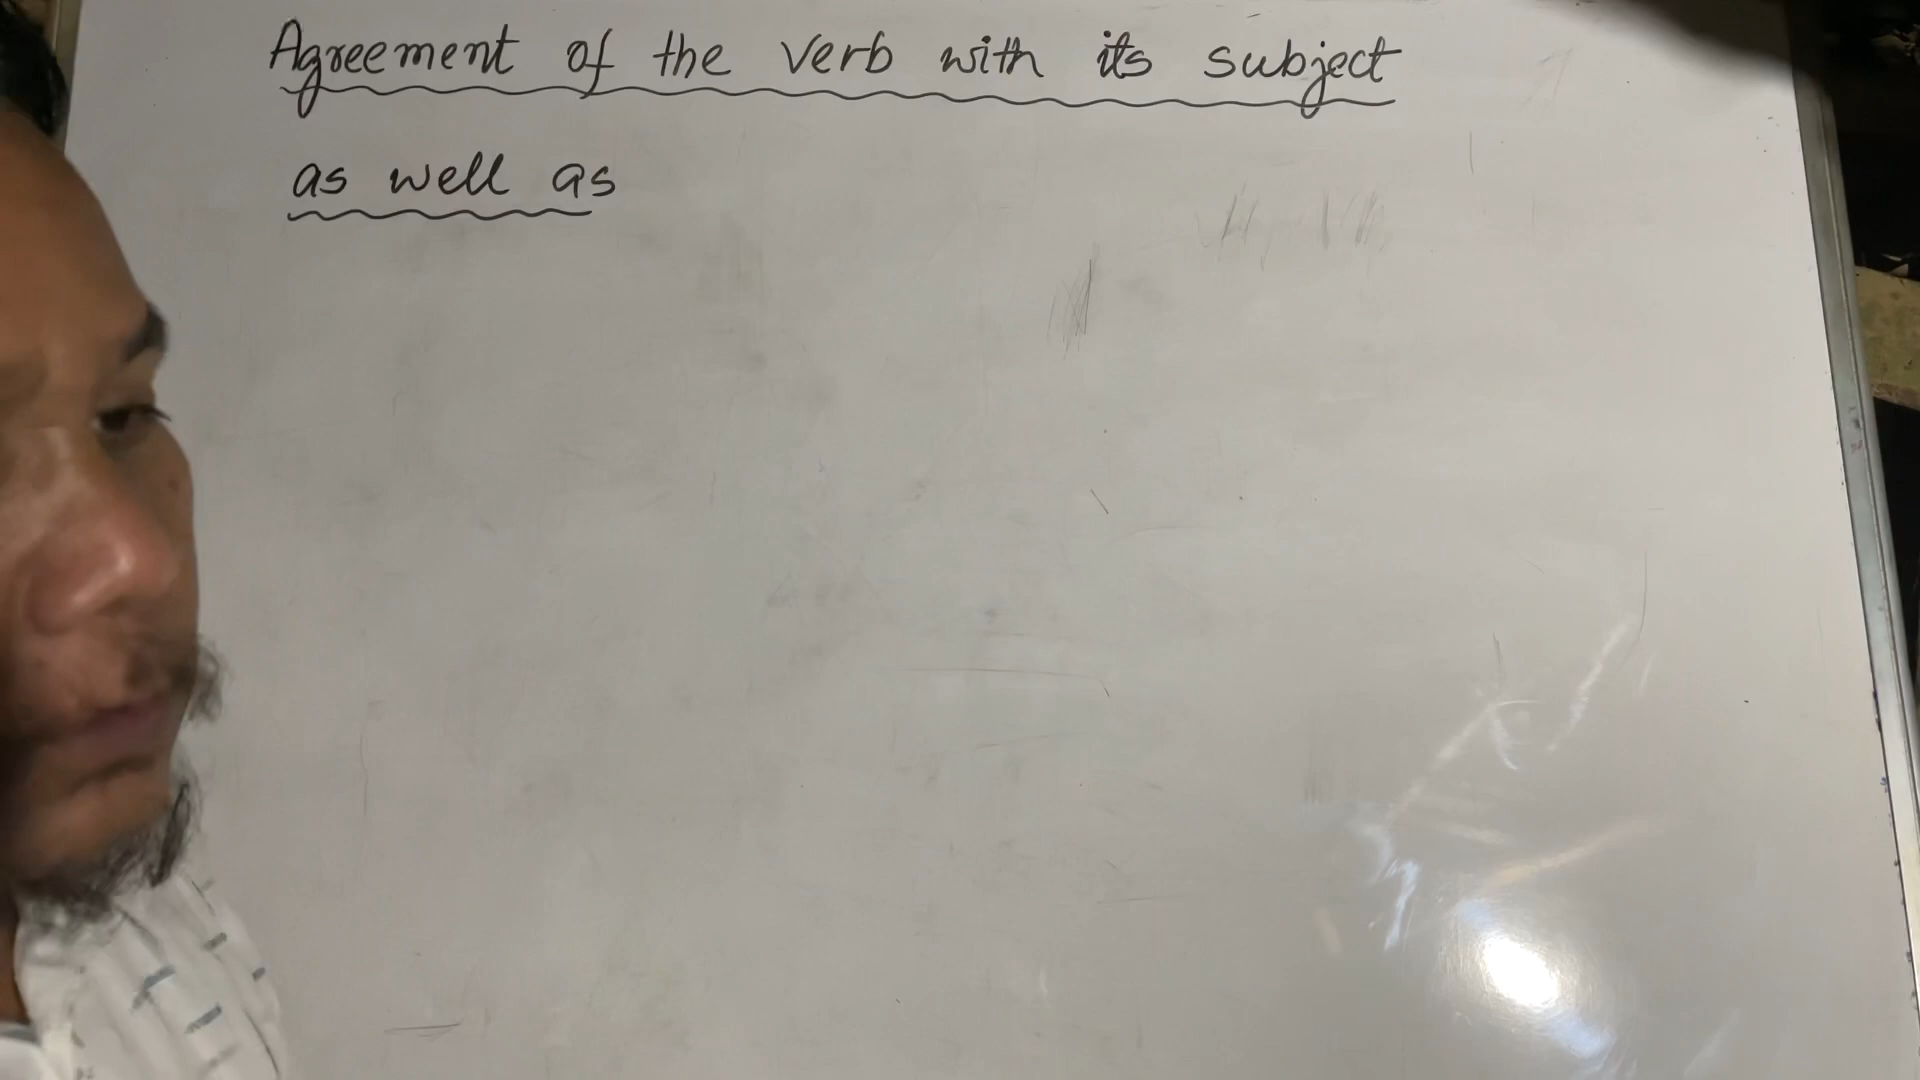 Agreement of the verb with its subject
as well as